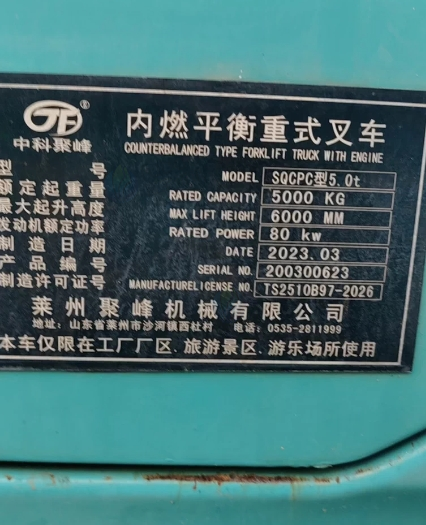 中科聚峰 ®
内燃平衡重式叉车
COUNTERBALANCED TYPE FORKLIFT TRUCK WITH ENGINE
型号 MODEL SQCPC型5.0t
额定起重量 RATED CAPACITY 5000 KG
最大起升高度 MAX LIFT HEIGHT 6000 MM
发动机额定功率 RATED POWER 80 kw
制造日期 DATE 2023.03
产品编号 SERIAL NO. 200300623
制造许可证号 MANUFACTURELICENSE NO. TS2510B97-2026
莱州聚峰机械有限公司
地址: 山东省莱州市沙河镇西杜村 电话: 0535-2811999
本车仅限在工厂厂区、旅游景区、游乐场所使用